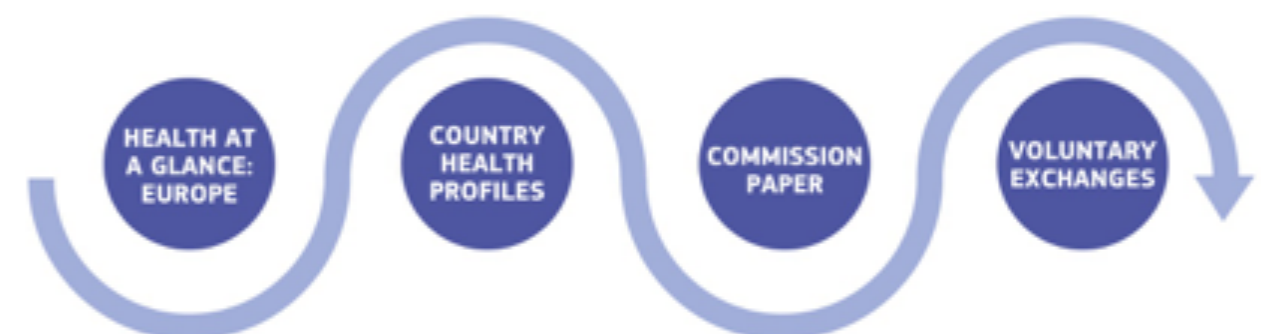 HEALTH AT
A GLANCE:
EUROPE
COUNTRY
HEALTH
PROFILES
COMMISSION
PAPER
VOLUNTARY
EXCHANGES